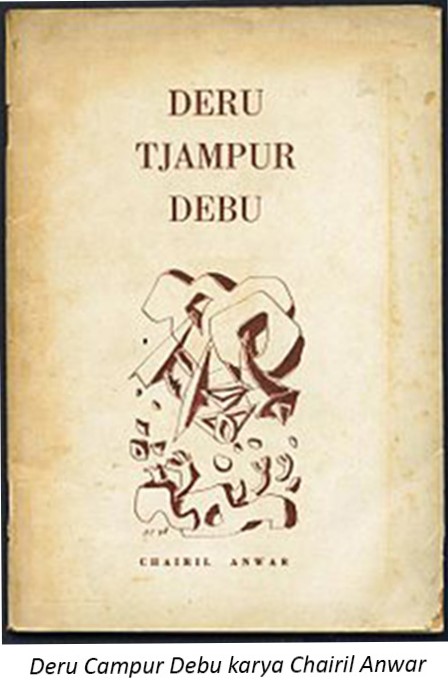 DERU
TJAMPUR
DEBU
CHAIRIL ANWAR
Deru Campur Debu karya Chairil Anwar